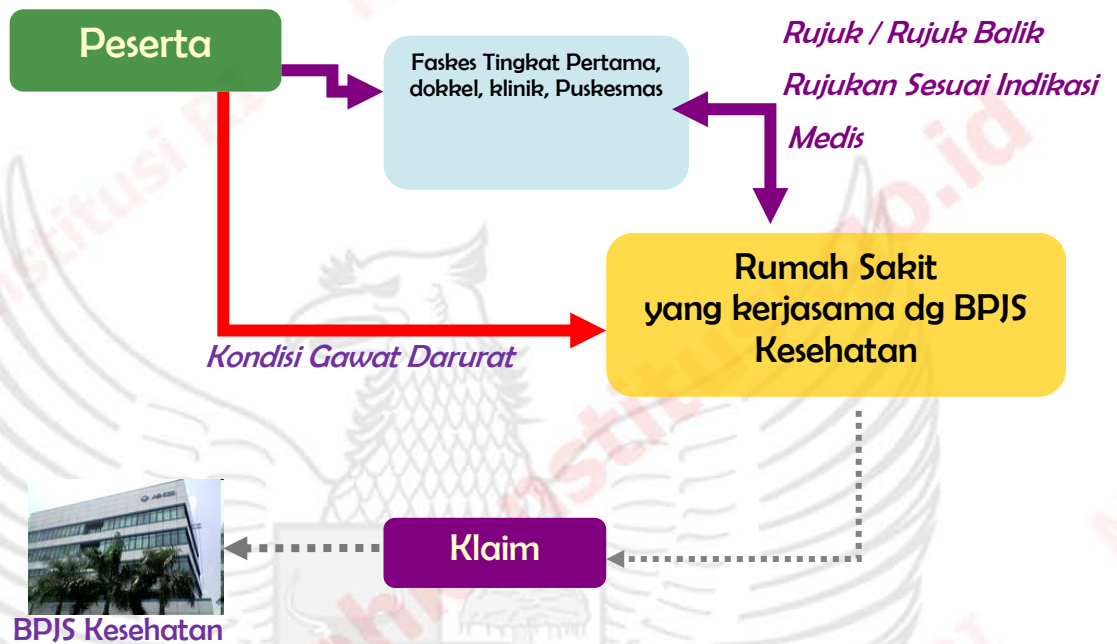 Peserta
Faskes Tingkat Pertama,
dokkel, klinik, Puskesmas
Rujuk / Rujuk Balik
Rujukan Sesuai Indikasi
Medis
Rumah Sakit
yang kerjasama dg BPJS
Kesehatan
Kondisi Gawat Darurat
Klaim
BPJS Kesehatan